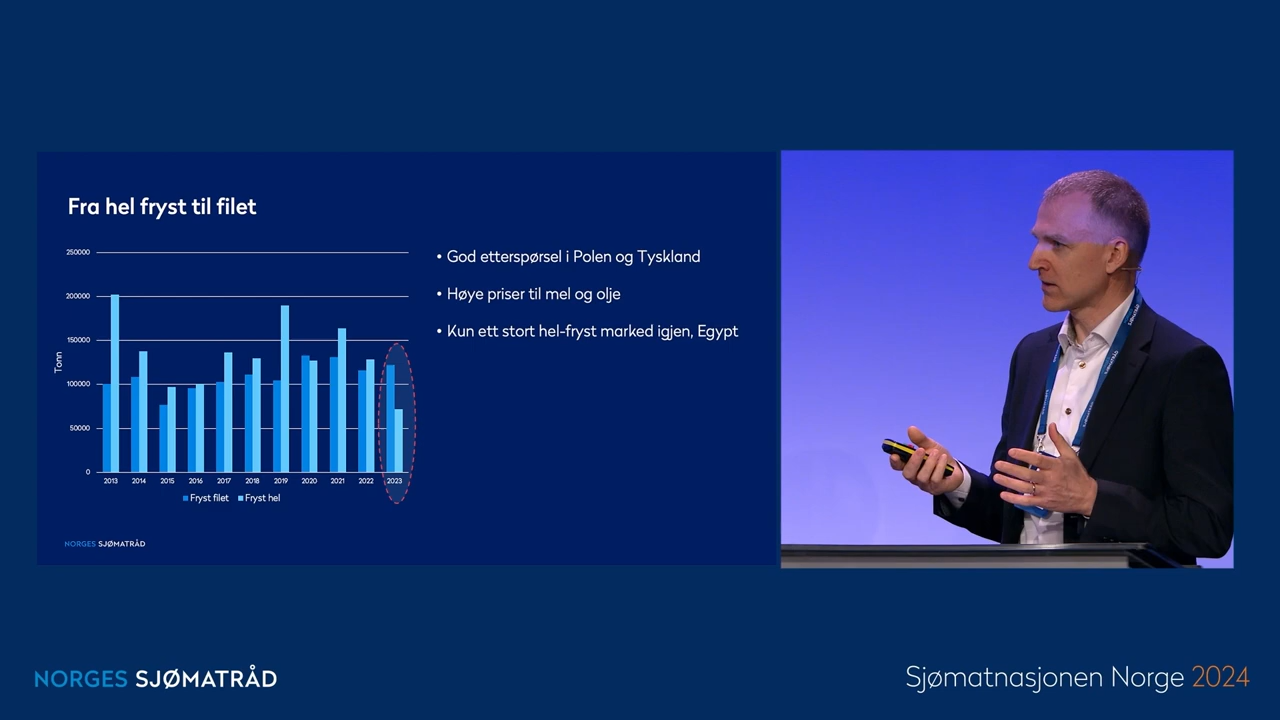 Fra hel fryst til filet
250000
200000
150000
100000
50000
0
Tonn
2013 2014 2015 2016 2017 2018 2019 2020 2021 2022 2023
Fryst filet Fryst hel
• God etterspørsel i Polen og Tyskland
• Høye priser til mel og olje
• Kun ett stort hel-fryst marked igjen, Egypt
NORGES SJØMATRÅD
NORGES SJØMATRÅD
Sjømatnasjonen Norge 2024